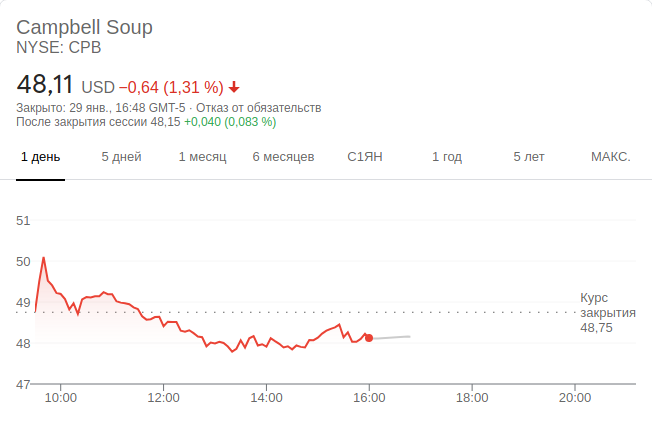 Campbell Soup
NYSE: CPB
48,11 USD −0,64 (1,31 %)
Закрыто: 29 янв., 16:48 GMT-5 · Отказ от обязательств
После закрытия сессии 48,15 +0,040 (0,083 %)
1 день 5 дней 1 месяц 6 месяцев С1ЯН 1 год 5 лет МАКС.
51
50
49
48
47
Курс
закрытия
48,75
10:00 12:00 14:00 16:00 18:00 20:00